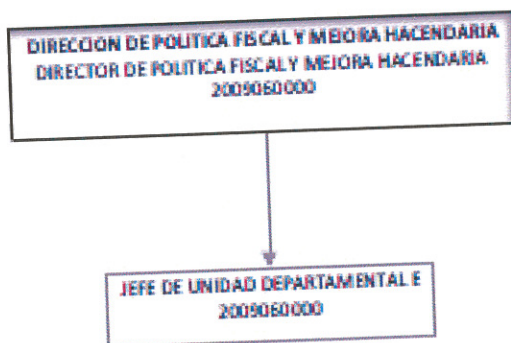 DIRECCION DE POLITICA FISCAL Y MEJORA HACENDARIA
DIRECTOR DE POLITICA FISCAL Y MEJORA HACENDARIA
2009060000
JEFE DE UNIDAD DEPARTAMENTAL E
2009060000